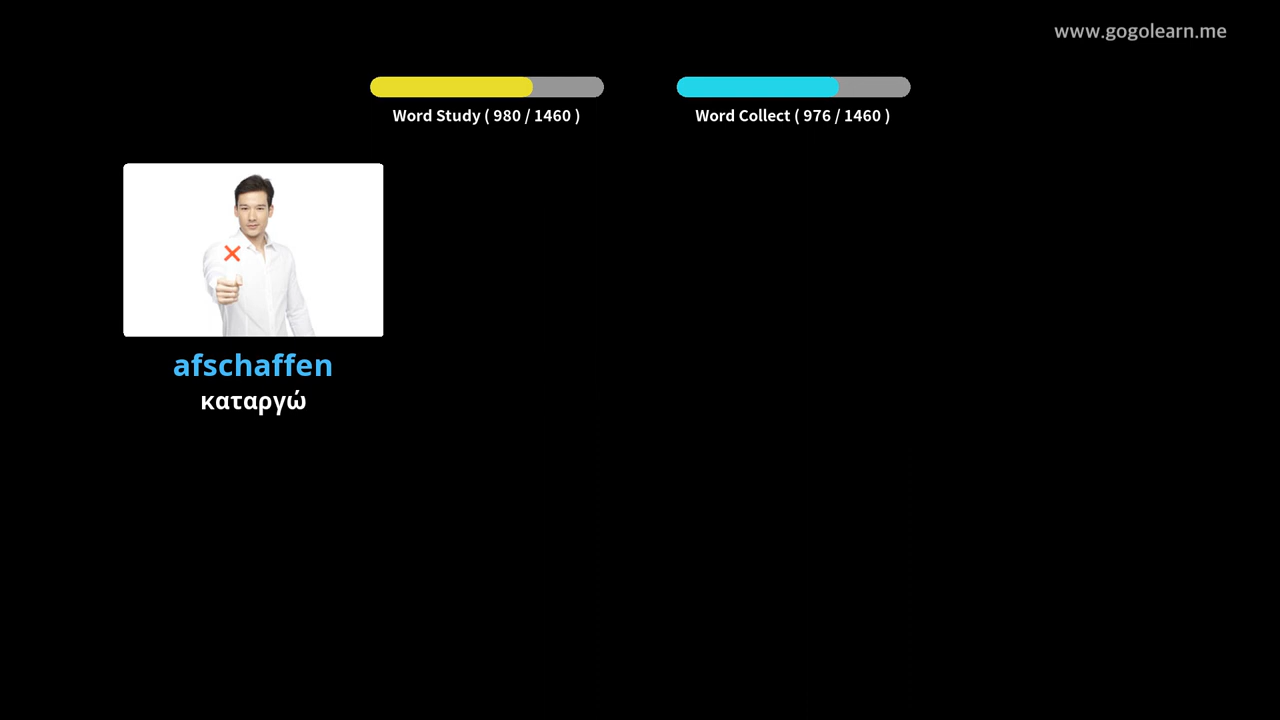 www.gogolearn.me
Word Study ( 980 / 1460 )
Word Collect ( 976 / 1460 )
afschaffen
καταργώ